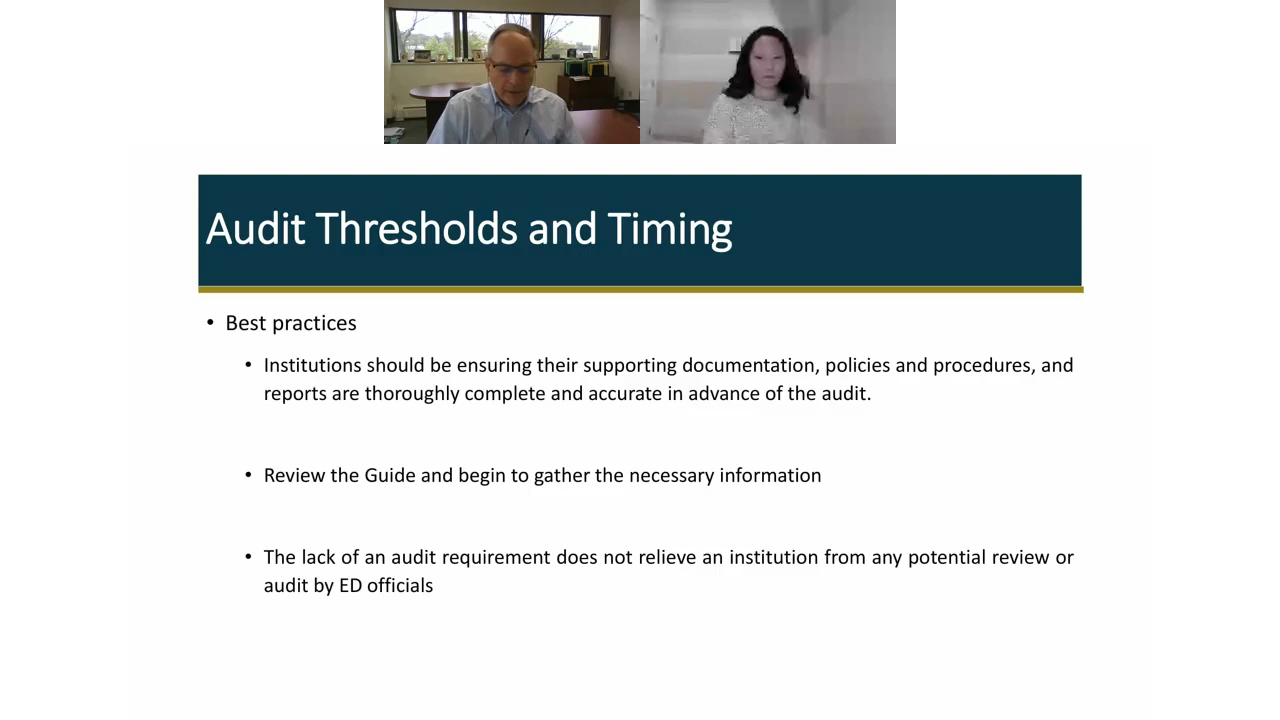 Audit Thresholds and Timing
• Best practices
• Institutions should be ensuring their supporting documentation, policies and procedures, and
reports are thoroughly complete and accurate in advance of the audit.
• Review the Guide and begin to gather the necessary information
• The lack of an audit requirement does not relieve an institution from any potential review or
audit by ED officials